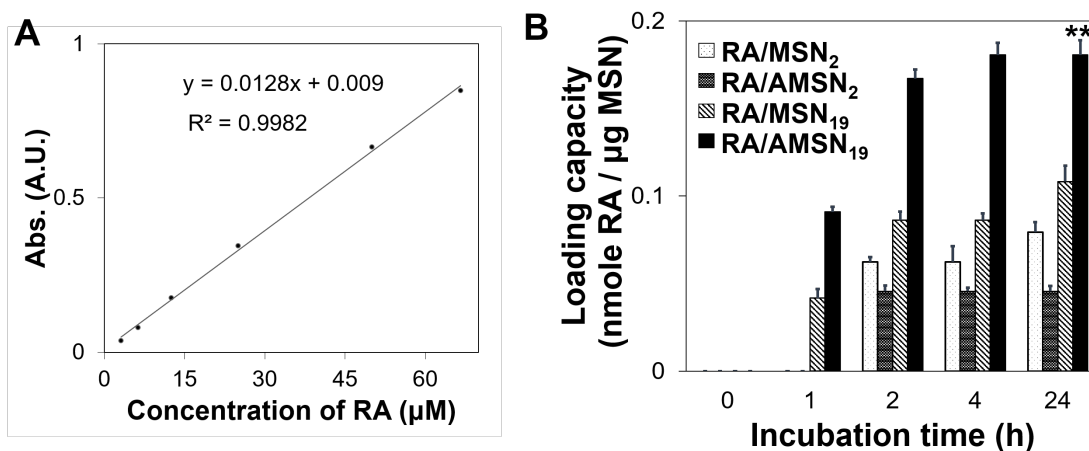 A
1
y = 0.0128x + 0.009
R² = 0.9982
0.5
0
0 15 30 45 60
Abs. (A.U.)
Concentration of RA (µM)
B
0.2
**
RA/MSN₂
RA/AMSN₂
RA/MSN₁₉
RA/AMSN₁₉
0.1
0
0 1 2 4 24
Loading capacity
(nmole RA / µg MSN)
Incubation time (h)